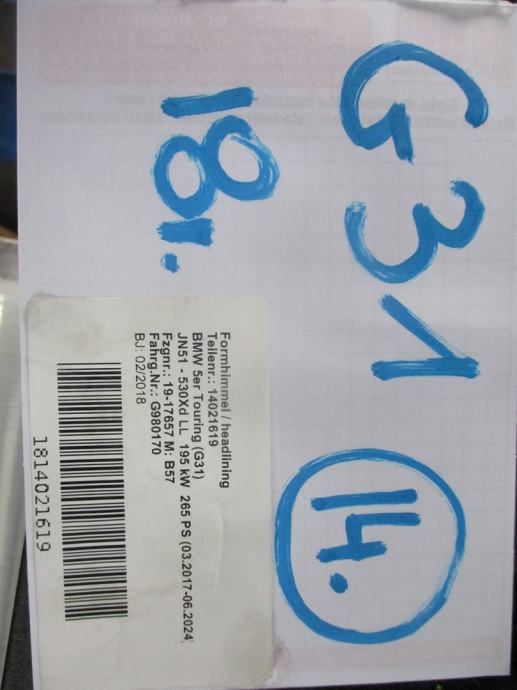 G31
14.
181.
Formhimmel / headlining
Teilenr.: 14021619
BMW 5er Touring (G31)
JN51 - 530Xd LL 195 kW 265 PS (03.2017-06.2024)
Fzgnr.: 19-17657 M: B57
Fahrg.Nr.: G980170
BJ: 02/2018
1814021619